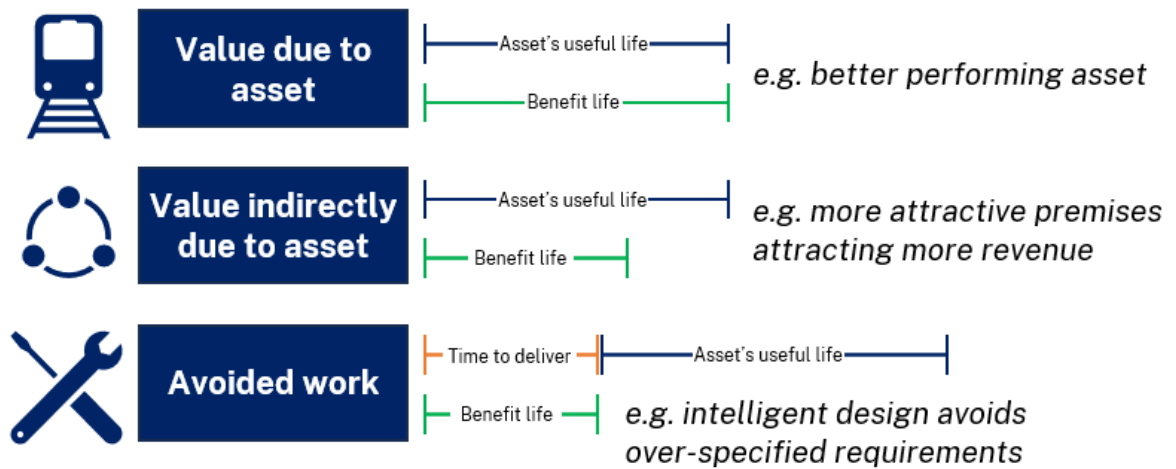 Value due to
asset
Asset's useful life
Benefit life
e.g. better performing asset
Value indirectly
due to asset
Asset's useful life
Benefit life
e.g. more attractive premises
attracting more revenue
Avoided work
Time to deliver
Asset's useful life
Benefit life
e.g. intelligent design avoids
over-specified requirements